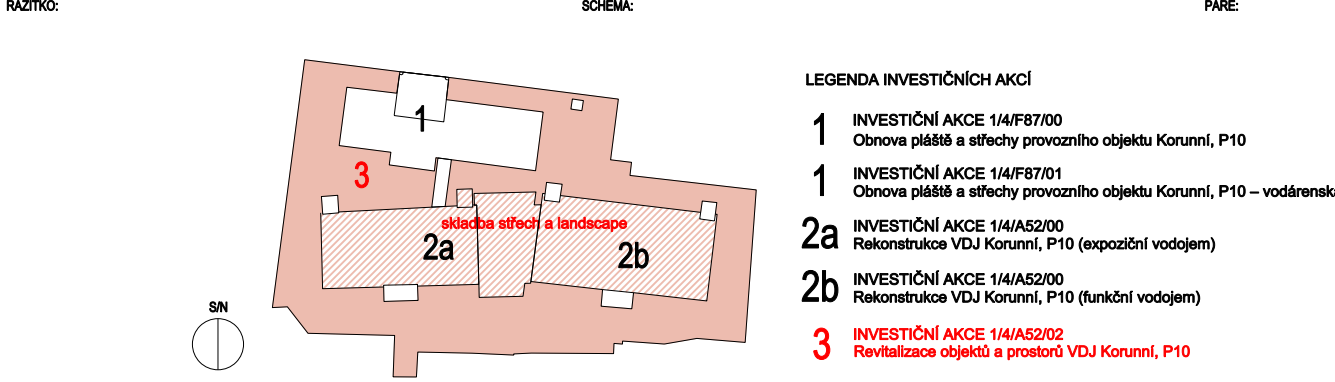 RAZÍTKO:
SCHÉMA:
PARÉ:
1
3
skladba střech a landscape
2a
2b
S/N
LEGENDA INVESTIČNÍCH AKCÍ
1 INVESTIČNÍ AKCE 1/4/F87/00
Obnova pláště a střechy provozního objektu Korunní, P10
1 INVESTIČNÍ AKCE 1/4/F87/01
Obnova pláště a střechy provozního objektu Korunní, P10 – vodárensk
2a INVESTIČNÍ AKCE 1/4/A52/00
Rekonstrukce VDJ Korunní, P10 (expoziční vodojem)
2b INVESTIČNÍ AKCE 1/4/A52/00
Rekonstrukce VDJ Korunní, P10 (funkční vodojem)
3 INVESTIČNÍ AKCE 1/4/A52/02
Revitalizace objektů a prostorů VDJ Korunní, P10